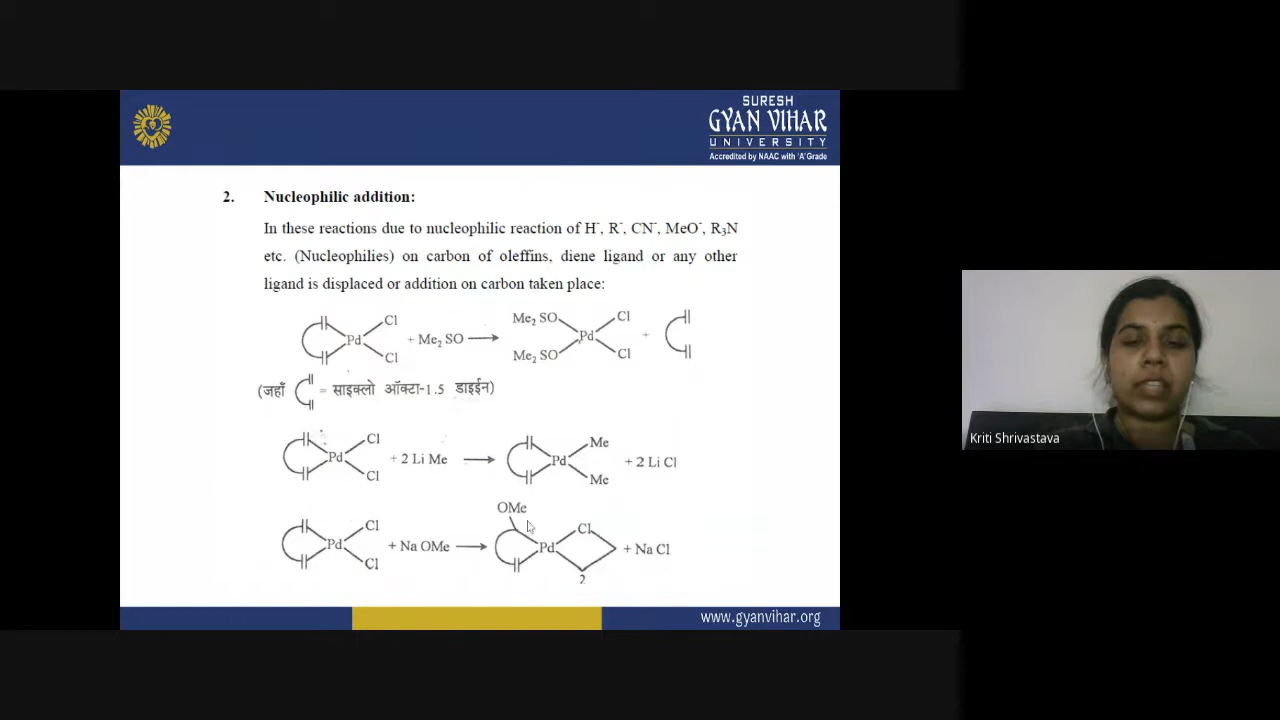 SURESH
GYAN VIHAR
UNIVERSITY
Accredited by NAAC with 'A' Grade
2. Nucleophilic addition:
In these reactions due to nucleophilic reaction of H⁻, R⁻, CN⁻, MeO⁻, R₃N
etc. (Nucleophilies) on carbon of oleffins, diene ligand or any other
ligand is displaced or addition on carbon taken place:
Pd Cl Cl + Me₂ SO ⟶ Me₂ SO Me₂ SO Pd Cl Cl +
(जहाँ = साइक्लो ऑक्टा-1.5 डाइईन)
Pd Cl Cl + 2 Li Me ⟶ Pd Me Me + 2 Li Cl
Pd Cl Cl + Na OMe ⟶ OMe Pd Cl 2 + Na Cl
www.gyanvihar.org
Kriti Shrivastava